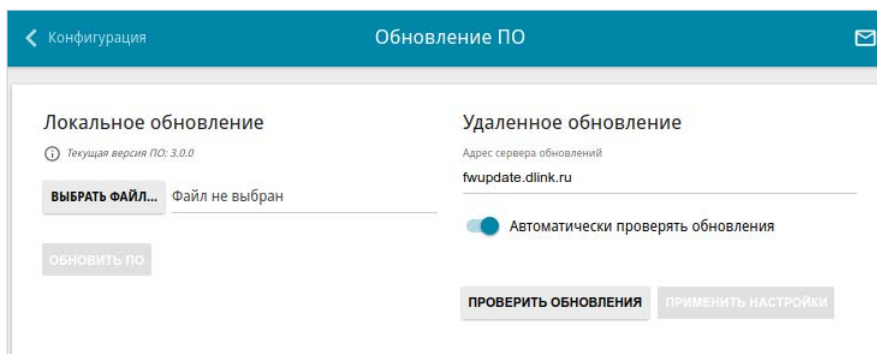 Конфигурация
Обновление ПО
Локальное обновление
Текущая версия ПО: 3.0.0
ВЫБРАТЬ ФАЙЛ... Файл не выбран
ОБНОВИТЬ ПО
Удаленное обновление
Адрес сервера обновлений
fwupdate.dlink.ru
Автоматически проверять обновления
ПРОВЕРИТЬ ОБНОВЛЕНИЯ ПРИМЕНИТЬ НАСТРОЙКИ